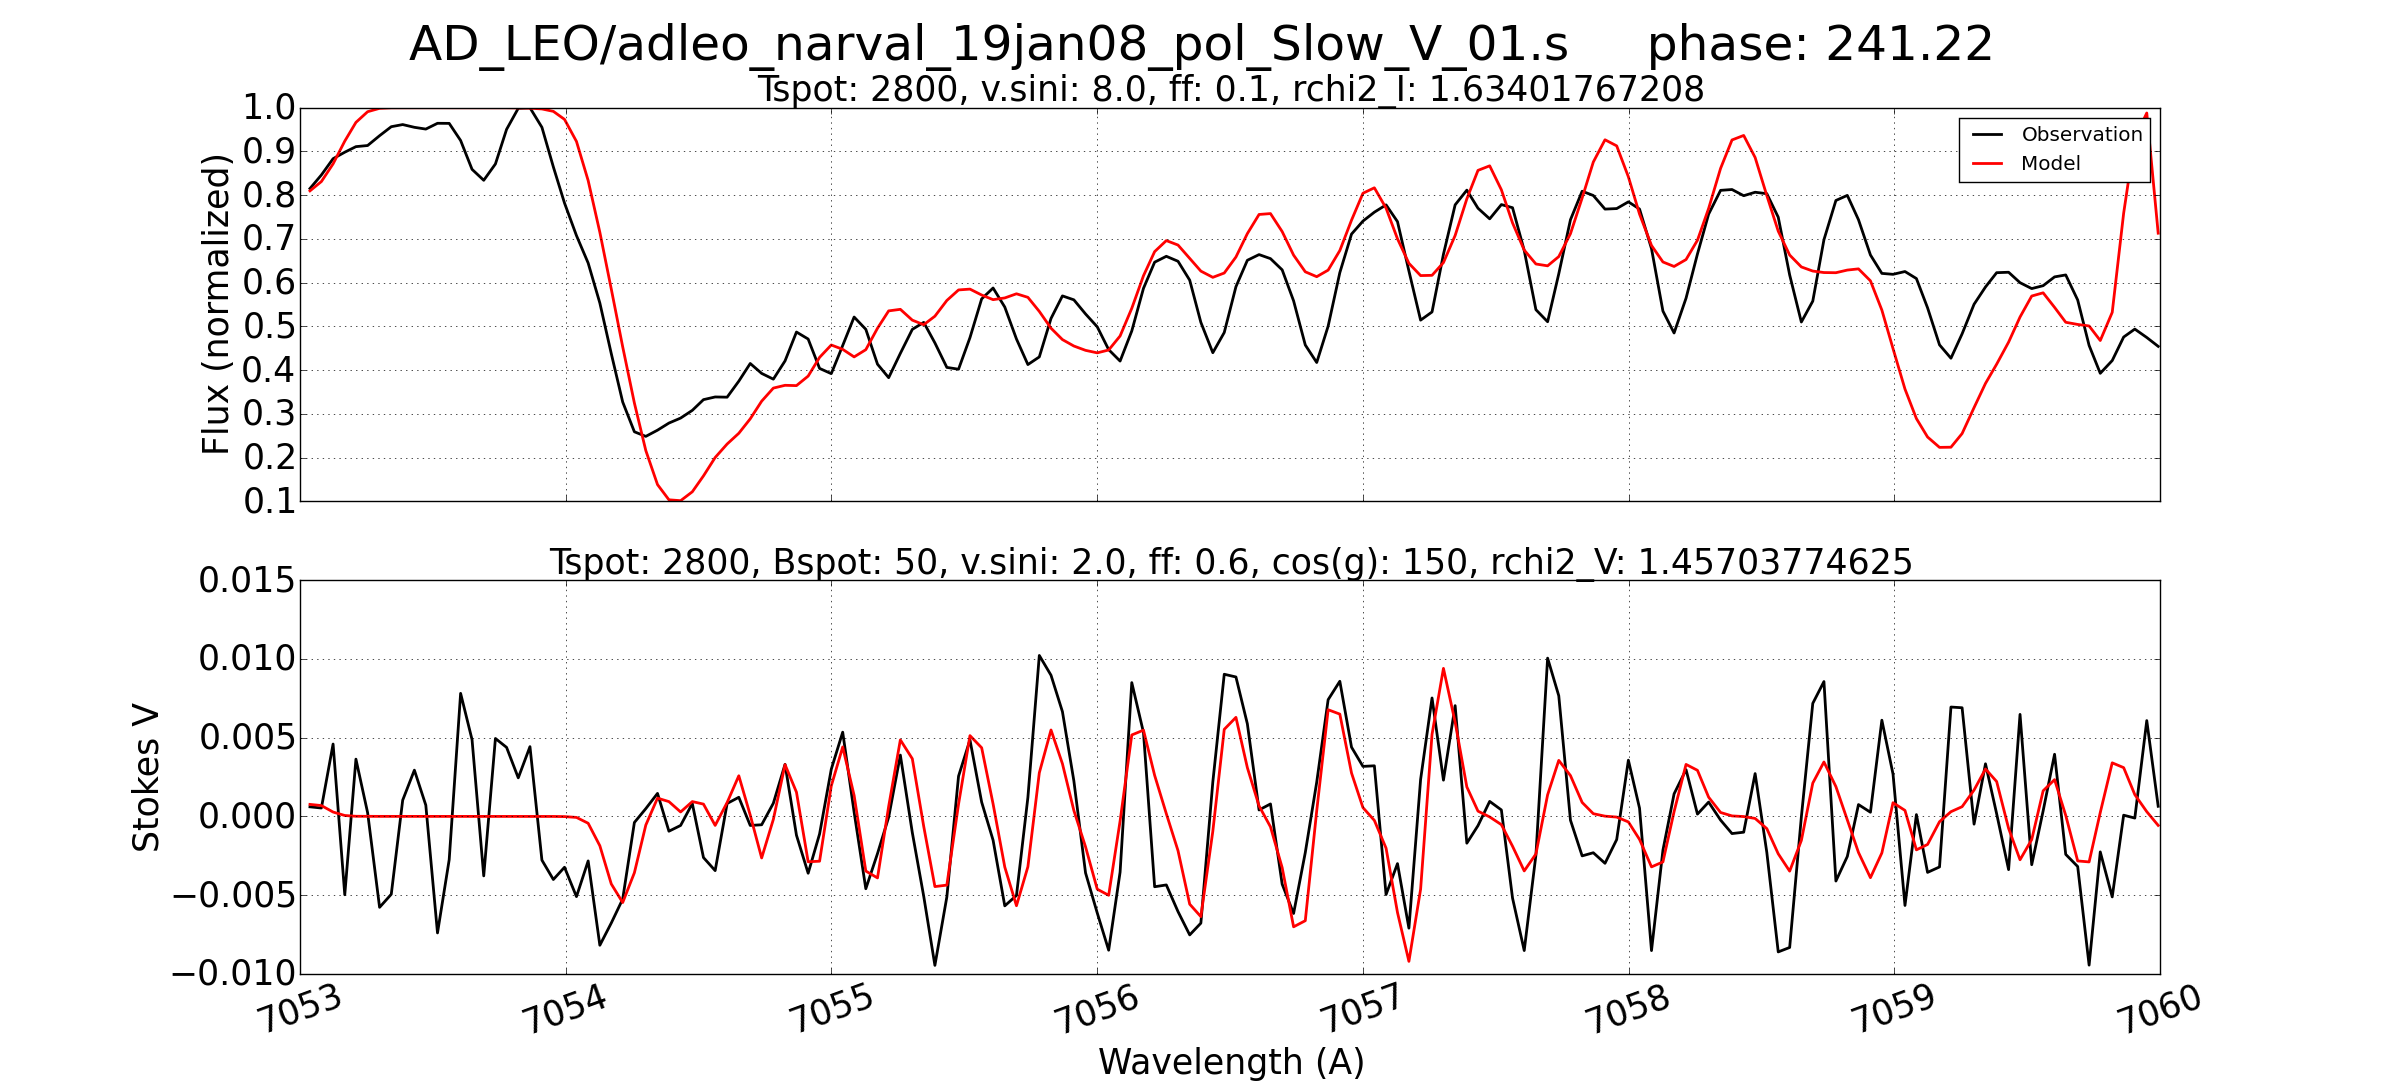 AD_LEO/adleo_narval_19jan08_pol_Slow_V_01.s phase: 241.22
Tspot: 2800, v.sini: 8.0, ff: 0.1, rchi2_I: 1.63401767208
1.0
0.9
0.8
0.7
0.6
0.5
0.4
0.3
0.2
0.1
Flux (normalized)
Observation
Model
Tspot: 2800, Bspot: 50, v.sini: 2.0, ff: 0.6, cos(g): 150, rchi2_V: 1.45703774625
0.015
0.010
0.005
0.000
−0.005
−0.010
Stokes V
7053 7054 7055 7056 7057 7058 7059 7060
Wavelength (A)